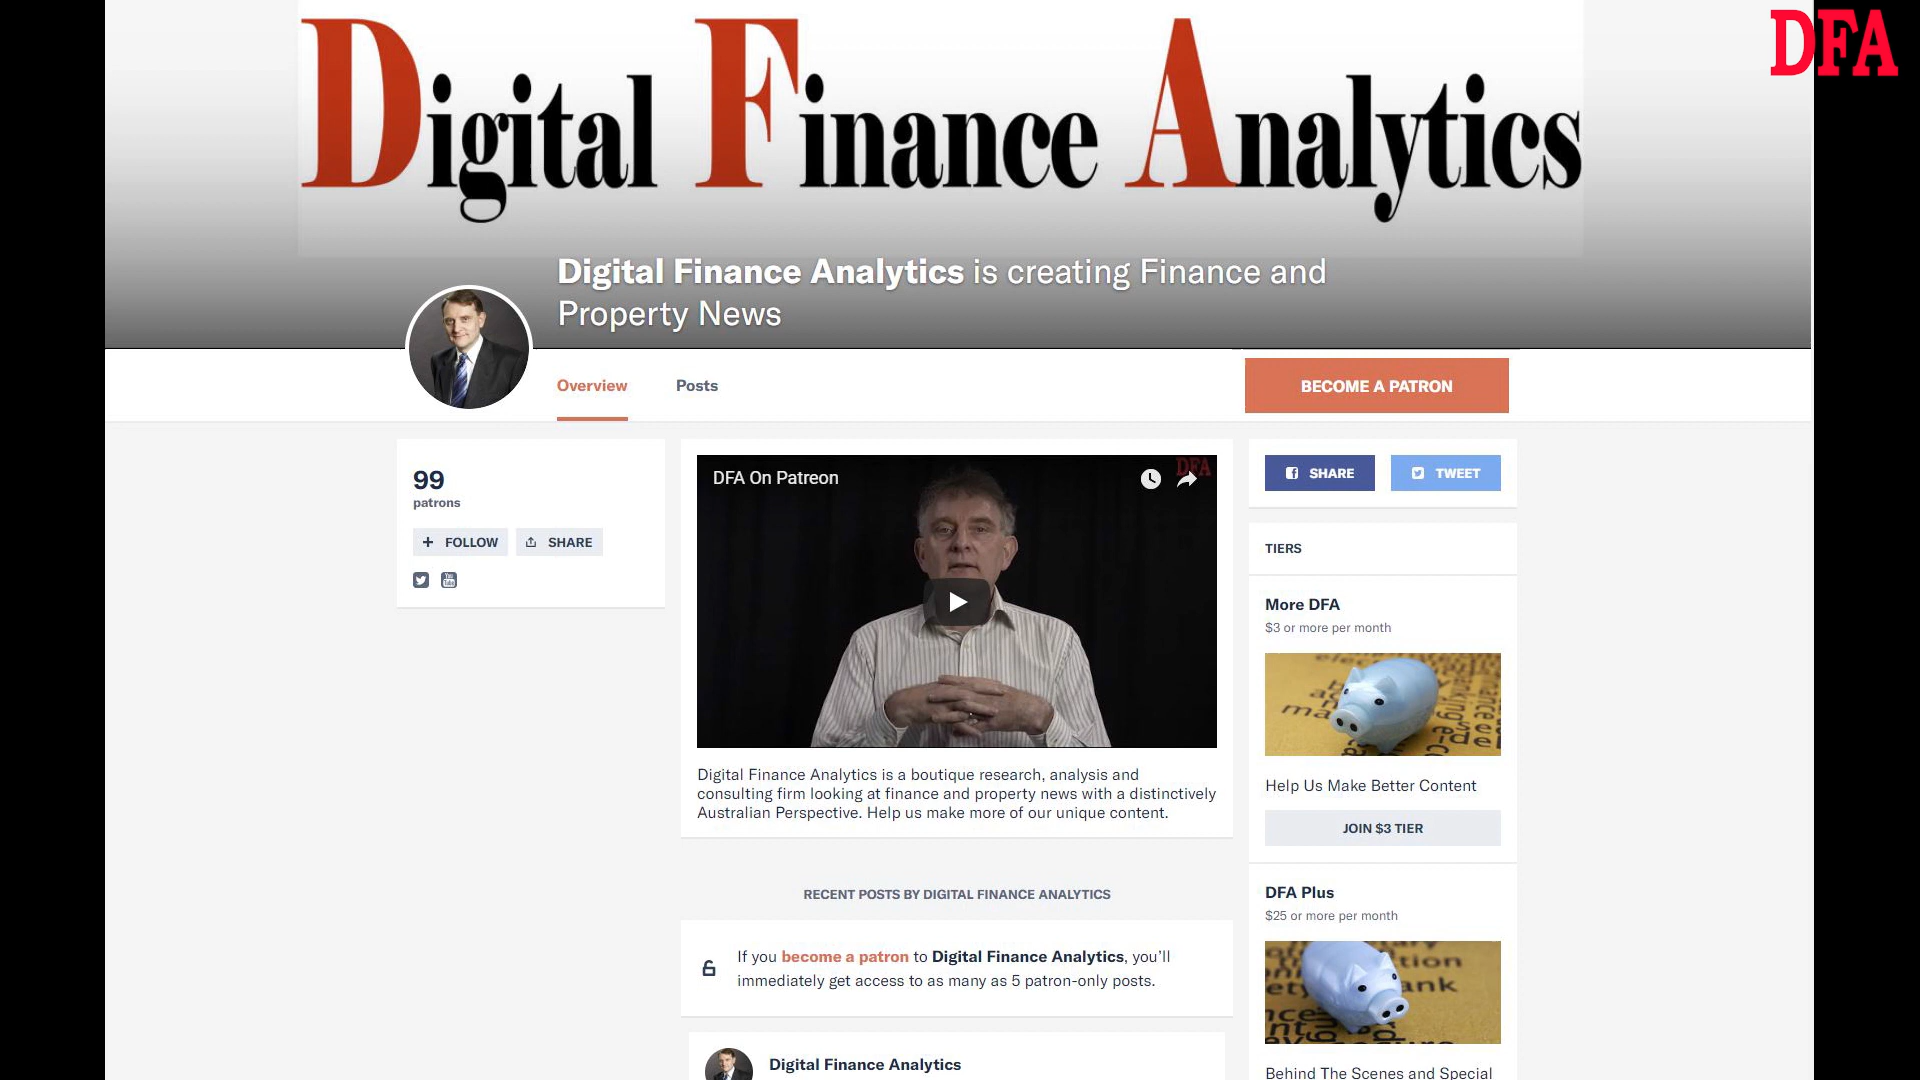 Digital Finance Analytics
DFA
Digital Finance Analytics is creating Finance and
Property News
Overview
Posts
BECOME A PATRON
99
patrons
FOLLOW
SHARE
DFA On Patreon
DFA
Digital Finance Analytics is a boutique research, analysis and
consulting firm looking at finance and property news with a distinctively
Australian Perspective. Help us make more of our unique content.
RECENT POSTS BY DIGITAL FINANCE ANALYTICS
If you become a patron to Digital Finance Analytics, you'll
immediately get access to as many as 5 patron-only posts.
Digital Finance Analytics
SHARE
TWEET
TIERS
More DFA
$3 or more per month
Help Us Make Better Content
JOIN $3 TIER
DFA Plus
$25 or more per month
Behind The Scenes and Special